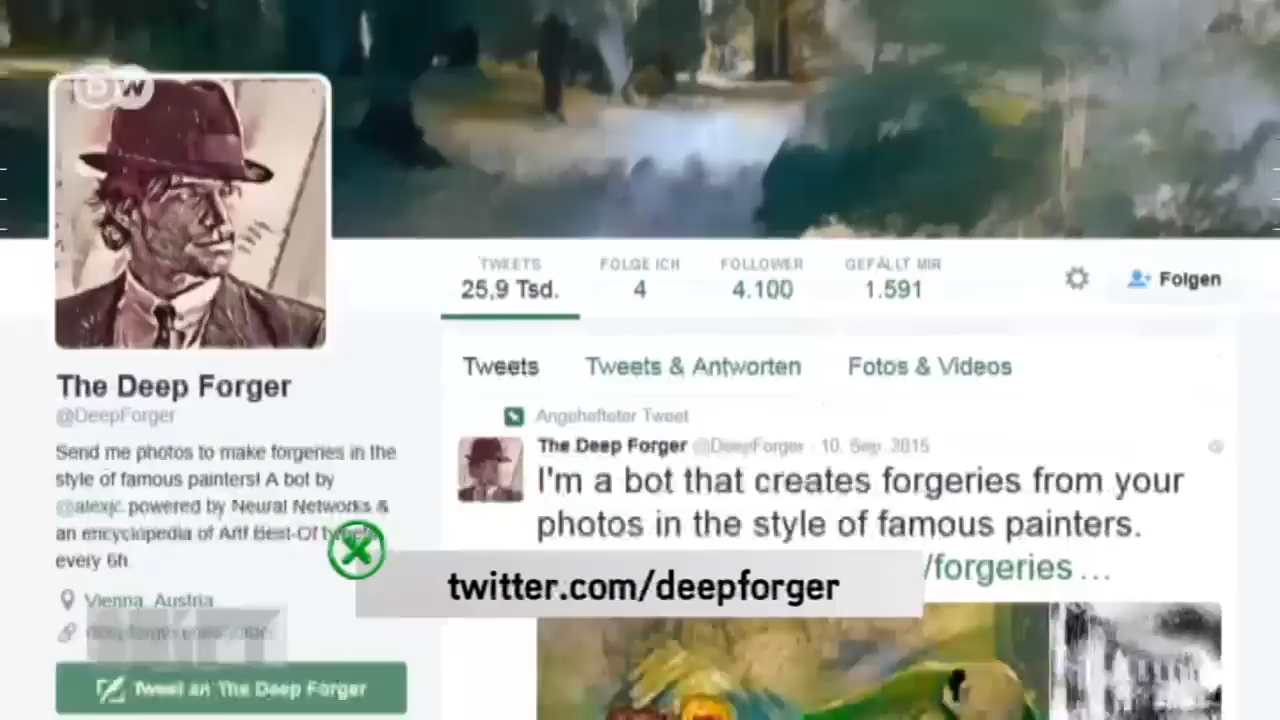 DW
TWEETS FOLGE ICH FOLLOWER GEFÄLLT MIR
25,9 Tsd. 4 4.100 1.591
Folgen
Tweets Tweets & Antworten Fotos & Videos
The Deep Forger
@DeepForger
Send me photos to make forgeries in the
style of famous painters! A bot by
@alexjc powered by Neural Networks &
an encyclopedia of Art! Best-Of
every 6h
Vienna, Austria
Tweet an The Deep Forger
Angehefteter Tweet
The Deep Forger @DeepForger · 10. Sep. 2015
I'm a bot that creates forgeries from your
photos in the style of famous painters.
/forgeries ...
twitter.com/deepforger